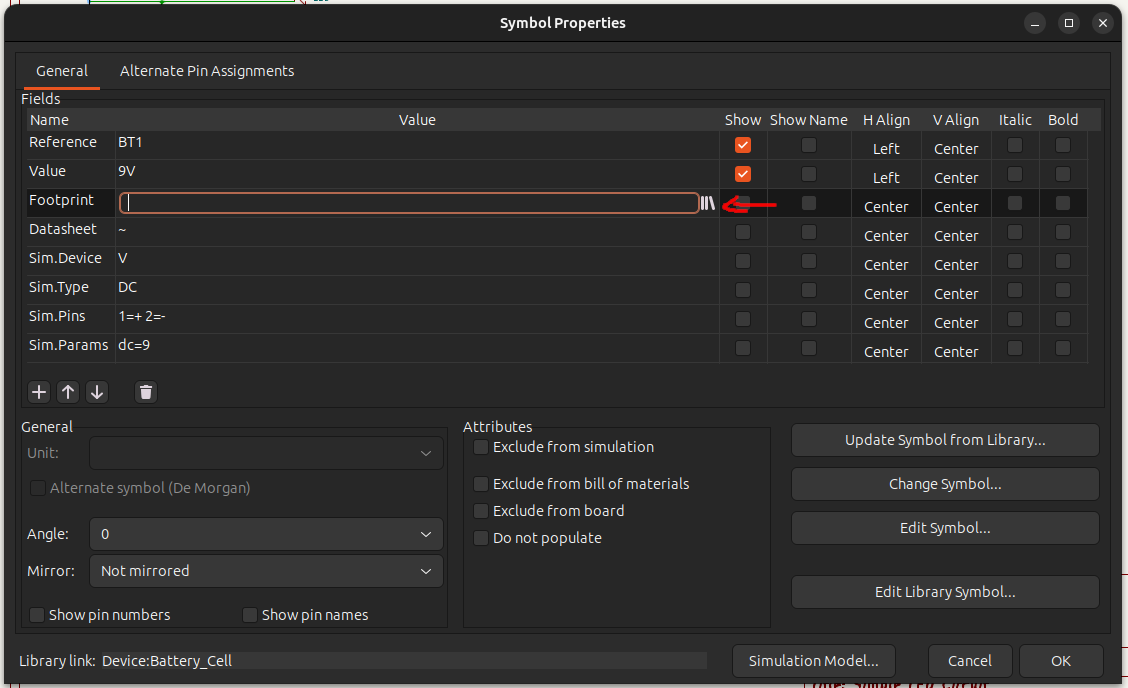 Symbol Properties
General Alternate Pin Assignments
Fields
Name Value Show Show Name H Align V Align Italic Bold
Reference BT1 Left Center
Value 9V Left Center
Footprint Center Center
Datasheet ~ Center Center
Sim.Device V Center Center
Sim.Type DC Center Center
Sim.Pins 1=+ 2=- Center Center
Sim.Params dc=9 Center Center
General
Unit:
Alternate symbol (De Morgan)
Angle: 0
Mirror: Not mirrored
Show pin numbers Show pin names
Attributes
Exclude from simulation
Exclude from bill of materials
Exclude from board
Do not populate
Update Symbol from Library...
Change Symbol...
Edit Symbol...
Edit Library Symbol...
Library link: Device:Battery_Cell
Simulation Model... Cancel OK